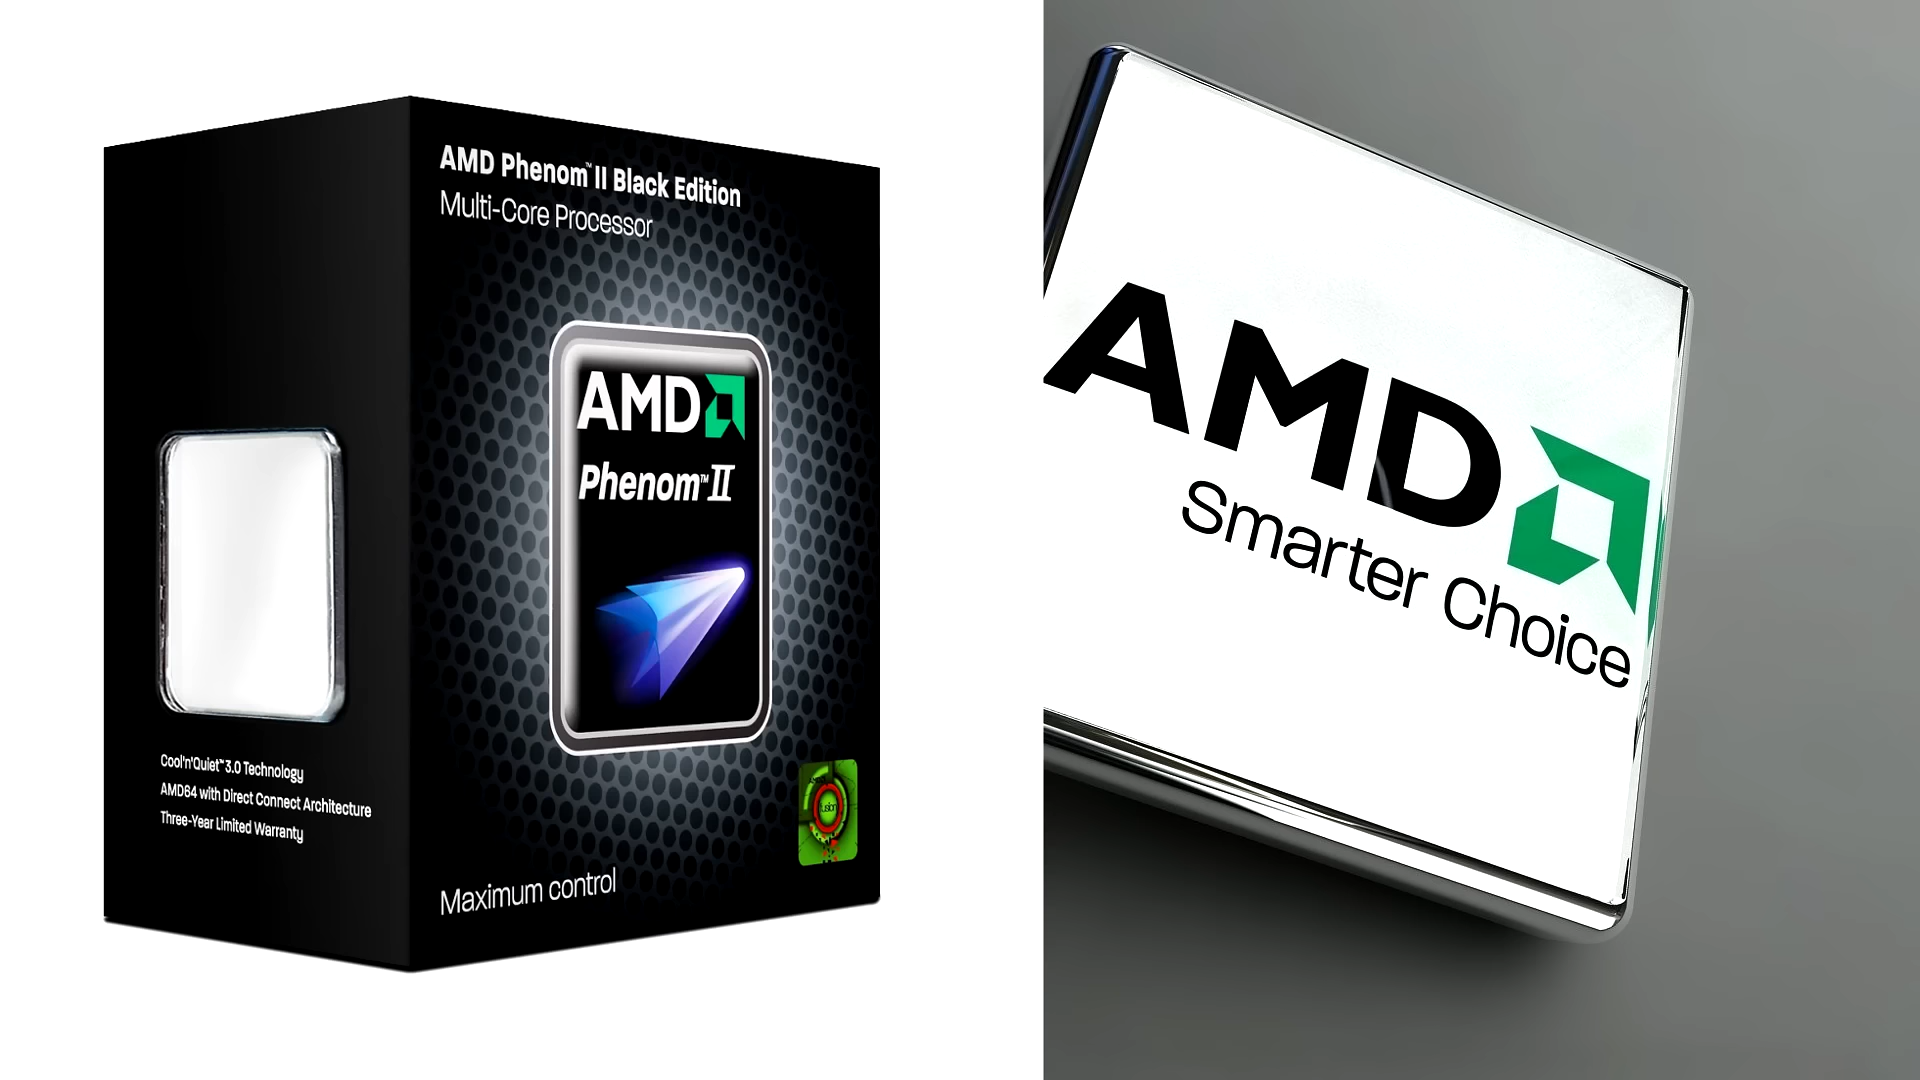 AMD Phenom™ II Black Edition
Multi-Core Processor
AMD
Phenom™ II
Cool'n'Quiet™ 3.0 Technology
AMD64 with Direct Connect Architecture
Three-Year Limited Warranty
fusion
Maximum control
AMD
Smarter Choice